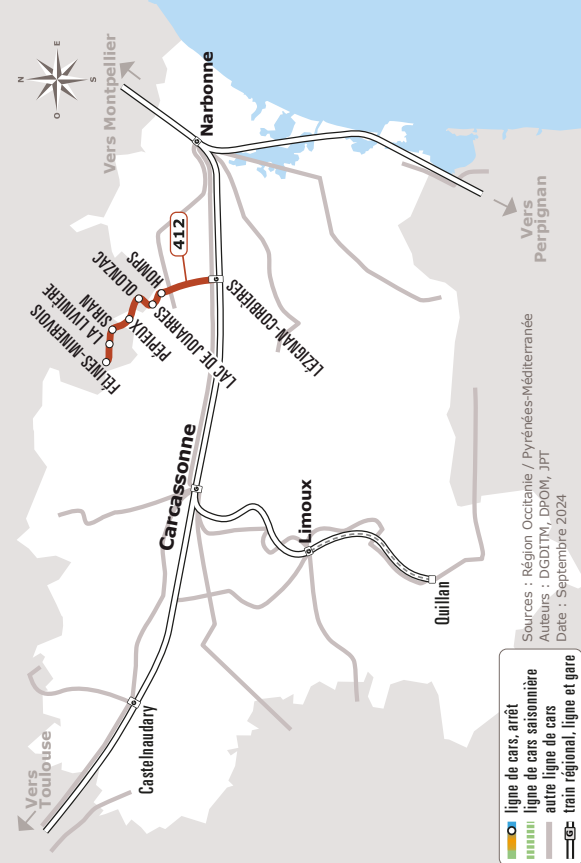 N
E
S
O
Vers Montpellier
Narbonne
412
FÉLINES-MINERVOIS
LA LIVINIÈRE
SIRAN
PÉPIEUX
OLONZAC
LAC DE JOUARRES
HOMPS
LÉZIGNAN-CORBIÈRES
Vers
Perpignan
Carcassonne
Limoux
Quillan
Castelnaudary
Vers
Toulouse
Sources : Région Occitanie / Pyrénées-Méditerranée
Auteurs : DGDITM, DPOM, JPT
Date : Septembre 2024
ligne de cars, arrêt
ligne de cars saisonnière
autre ligne de cars
G train régional, ligne et gare